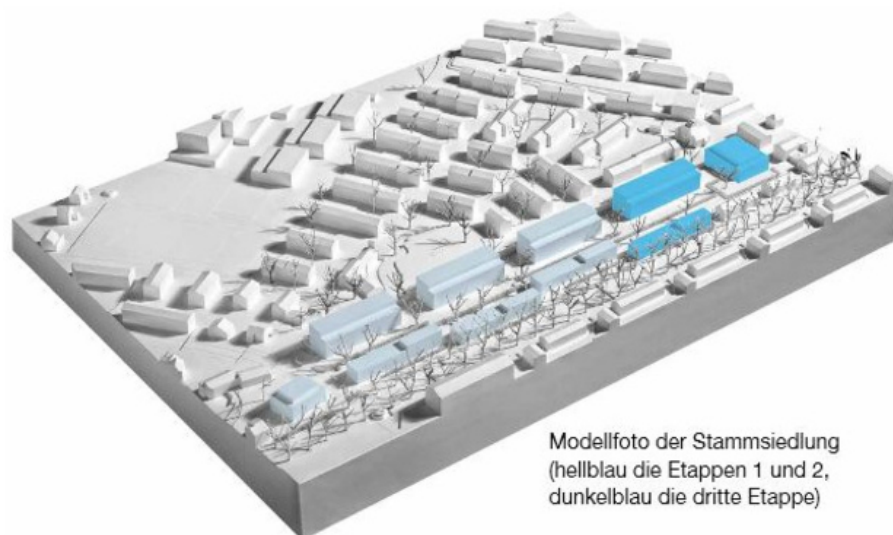 Modellfoto der Stammsiedlung
(hellblau die Etappen 1 und 2,
dunkelblau die dritte Etappe)